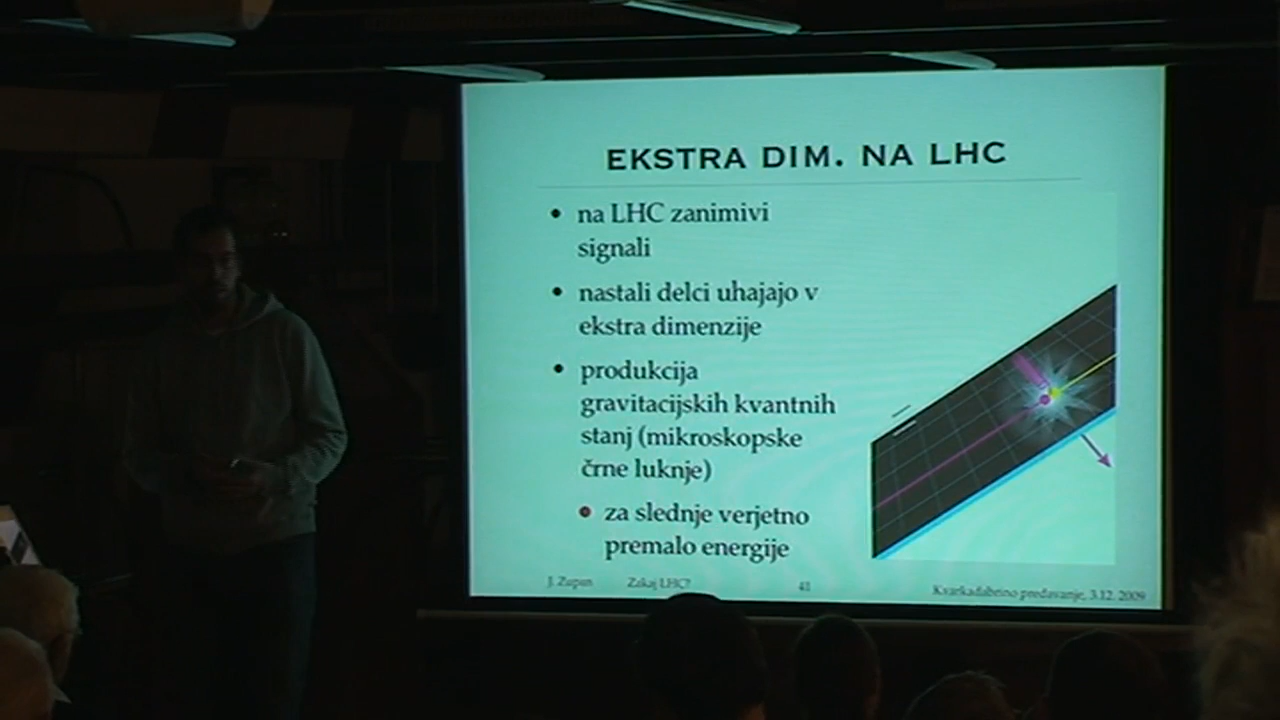 EKSTRA DIM. NA LHC
• na LHC zanimivi
signali
• nastali delci uhajajo v
ekstra dimenzije
• produkcija
gravitacijskih kvantnih
stanj (mikroskopske
črne luknje)
• za slednje verjetno
premalo energije
J. Zupan Zakaj LHC? 41 Kvarkadabrino predavanje, 3.12. 2009